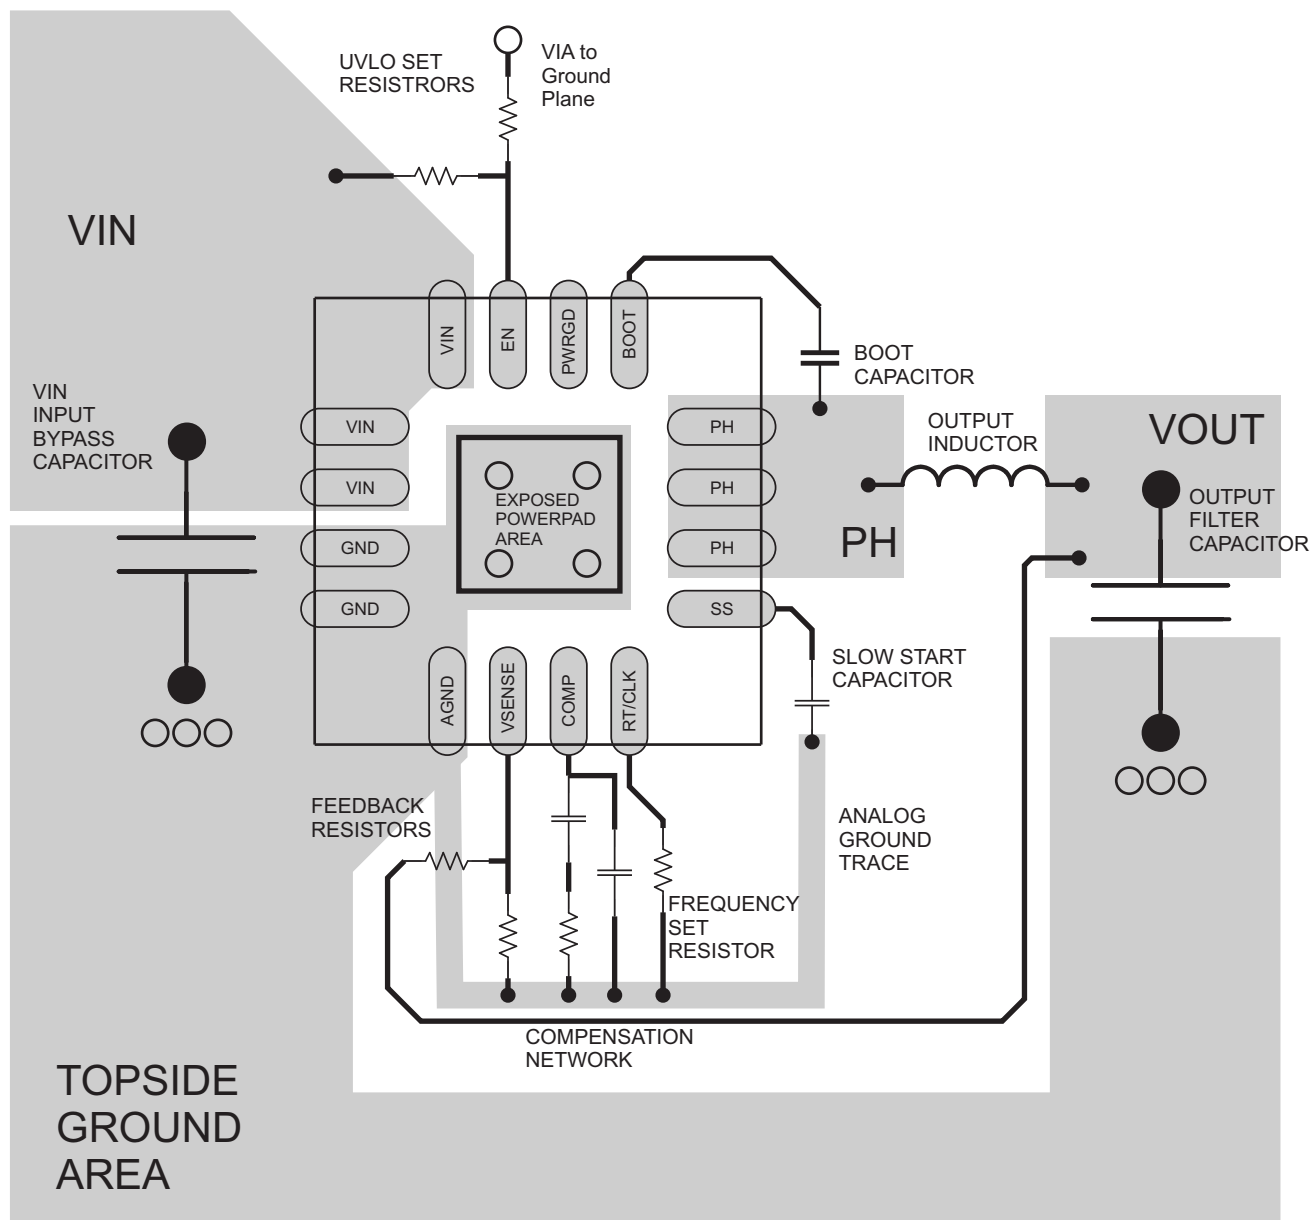 UVLO SET
RESISTRORS
VIA to
Ground
Plane
VIN
VIN
EN
PWRGD
BOOT
BOOT
CAPACITOR
VIN
INPUT
BYPASS
CAPACITOR
VIN
VIN
GND
GND
EXPOSED
POWERPAD
AREA
PH
PH
PH
SS
PH
OUTPUT
INDUCTOR
VOUT
OUTPUT
FILTER
CAPACITOR
SLOW START
CAPACITOR
AGND
VSENSE
COMP
RT/CLK
FEEDBACK
RESISTORS
ANALOG
GROUND
TRACE
FREQUENCY
SET
RESISTOR
COMPENSATION
NETWORK
TOPSIDE
GROUND
AREA